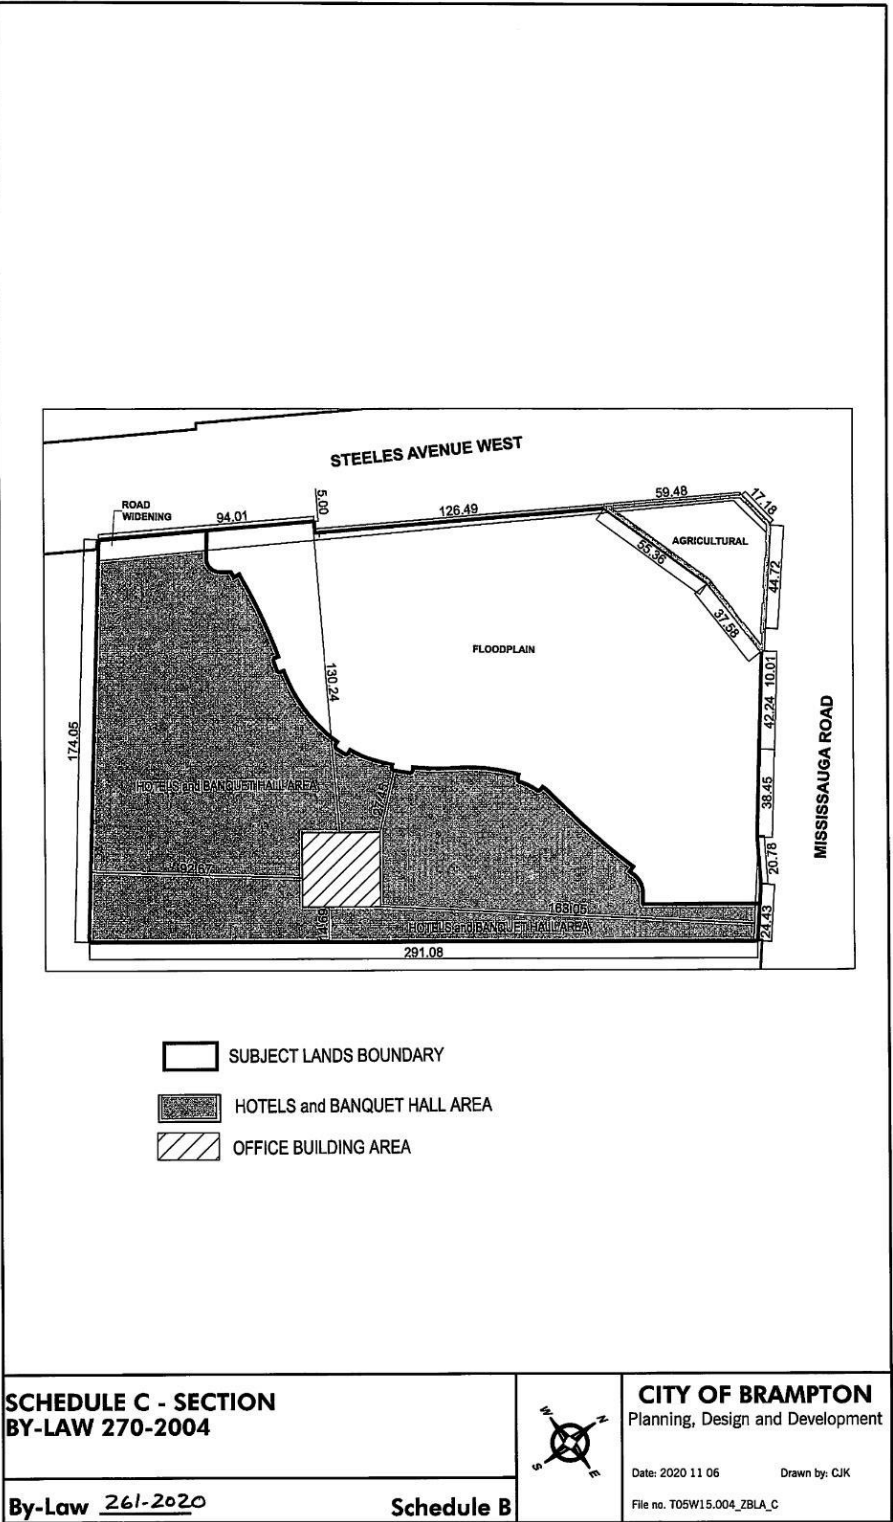 STEELES AVENUE WEST
ROAD
WIDENING
94.01
5.00
126.49
59.48
17.18
AGRICULTURAL
55.36
44.72
37.58
FLOODPLAIN
10.01
130.24
42.24
174.05
MISSISSAUGA ROAD
HOTELS and BANQUET HALL AREA
38.45
20.78
92.67
163.05
24.43
HOTELS and BANQUET HALL AREA
291.08
SUBJECT LANDS BOUNDARY
HOTELS and BANQUET HALL AREA
OFFICE BUILDING AREA
SCHEDULE C - SECTION
BY-LAW 270-2004
By-Law 261-2020
Schedule B
W
N
S
E
CITY OF BRAMPTON
Planning, Design and Development
Date: 2020 11 06
Drawn by: CJK
File no. T05W15.004_ZBLA_C